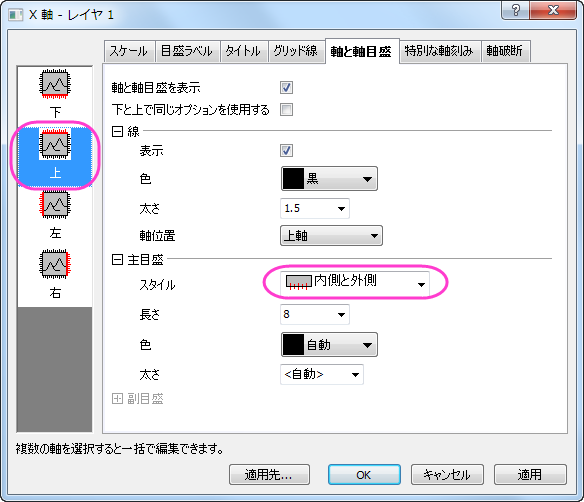 X 軸 - レイヤ 1
スケール 目盛ラベル タイトル グリッド線 軸と軸目盛 特別な軸刻み 軸破断
下
上
左
右
軸と軸目盛を表示
下と上で同じオプションを使用する
線
表示
色 黒
太さ 1.5
軸位置 上軸
主目盛
スタイル 内側と外側
長さ 8
色 自動
太さ <自動>
副目盛
複数の軸を選択すると一括で編集できます。
適用先... OK キャンセル 適用